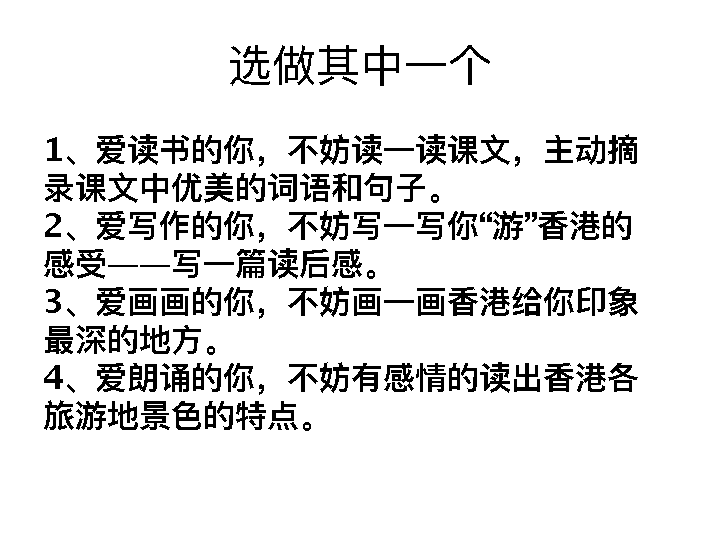 选做其中一个
1、爱读书的你，不妨读一读课文，主动摘
录课文中优美的词语和句子。
2、爱写作的你，不妨写一写你“游”香港的
感受——写一篇读后感。
3、爱画画的你，不妨画一画香港给你印象
最深的地方。
4、爱朗诵的你，不妨有感情的读出香港各
旅游地景色的特点。